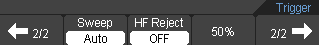 Trigger
2/2 Sweep HF Reject 50% 2/2
Auto OFF